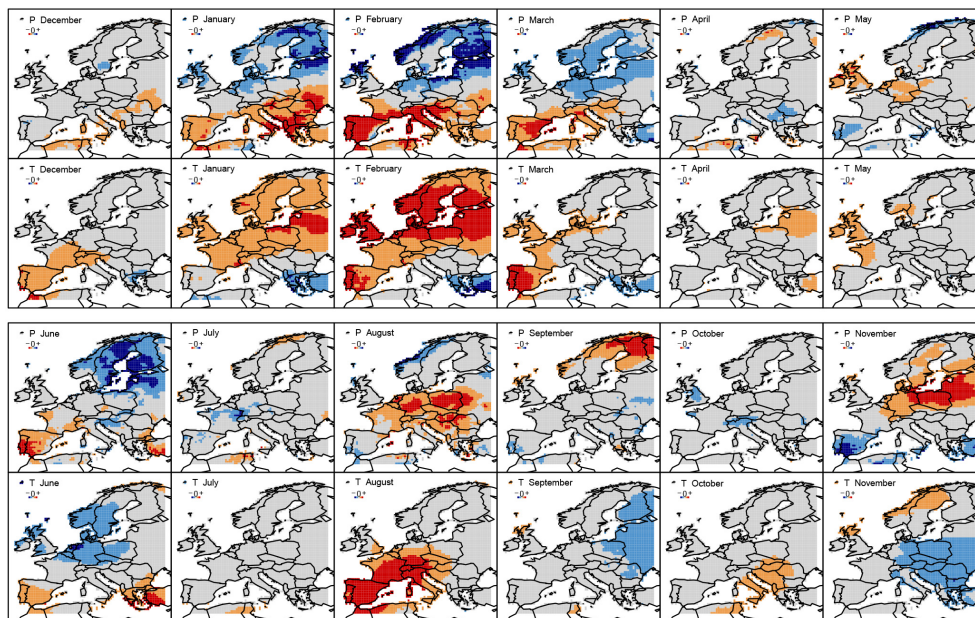 P December
P January
P February
P March
P April
P May
− 0 +
− 0 +
− 0 +
− 0 +
− 0 +
− 0 +
T December
T January
T February
T March
T April
T May
− 0 +
− 0 +
− 0 +
− 0 +
− 0 +
− 0 +
P June
P July
P August
P September
P October
P November
− 0 +
− 0 +
− 0 +
− 0 +
− 0 +
− 0 +
T June
T July
T August
T September
T October
T November
− 0 +
− 0 +
− 0 +
− 0 +
− 0 +
− 0 +